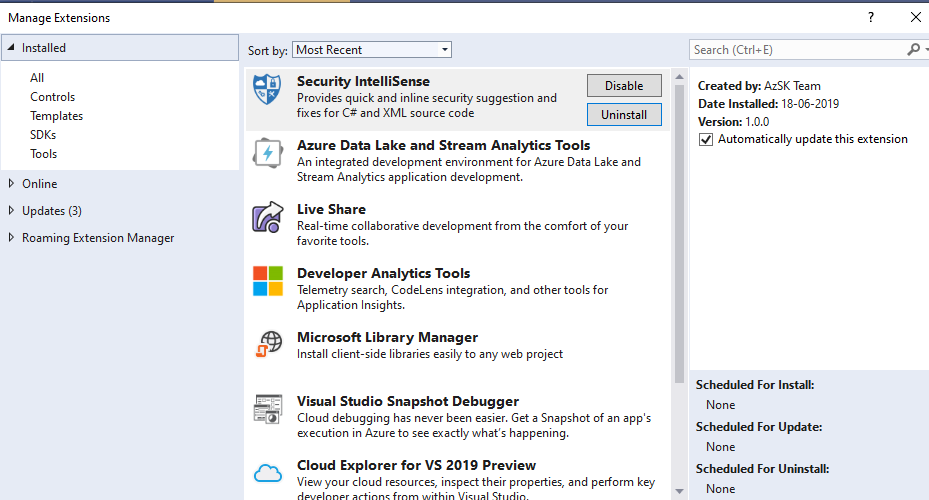 Manage Extensions
?
Installed
All
Controls
Templates
SDKs
Tools
Online
Updates (3)
Roaming Extension Manager
Sort by: Most Recent
Security IntelliSense
Provides quick and inline security suggestion and
fixes for C# and XML source code
Disable
Uninstall
Azure Data Lake and Stream Analytics Tools
An integrated development environment for Azure Data Lake and
Stream Analytics application development.
Live Share
Real-time collaborative development from the comfort of your
favorite tools.
Developer Analytics Tools
Telemetry search, CodeLens integration, and other tools for
Application Insights.
Microsoft Library Manager
Install client-side libraries easily to any web project
Visual Studio Snapshot Debugger
Cloud debugging has never been easier. Get a Snapshot of an app's
execution in Azure to see exactly what's happening.
Cloud Explorer for VS 2019 Preview
View your cloud resources, inspect their properties, and perform key
developer actions from within Visual Studio.
Search (Ctrl+E)
Created by: AzSK Team
Date Installed: 18-06-2019
Version: 1.0.0
Automatically update this extension
Scheduled For Install:
None
Scheduled For Update:
None
Scheduled For Uninstall:
None